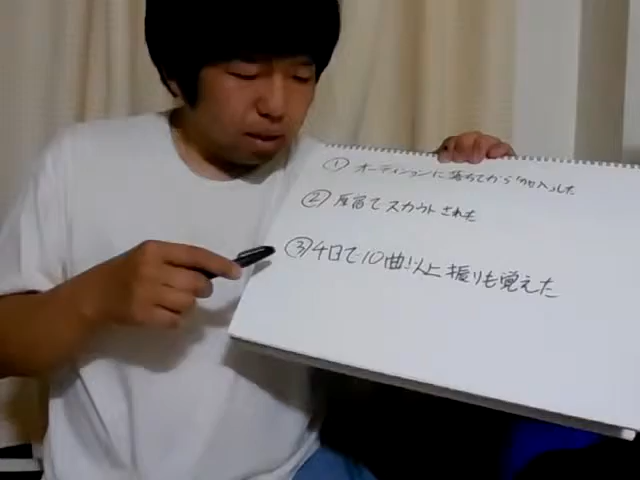 ① オーディションに落ちてから「加入」した
② 原宿でスカウトされた
③ 4日で10曲以上振りも覚えた